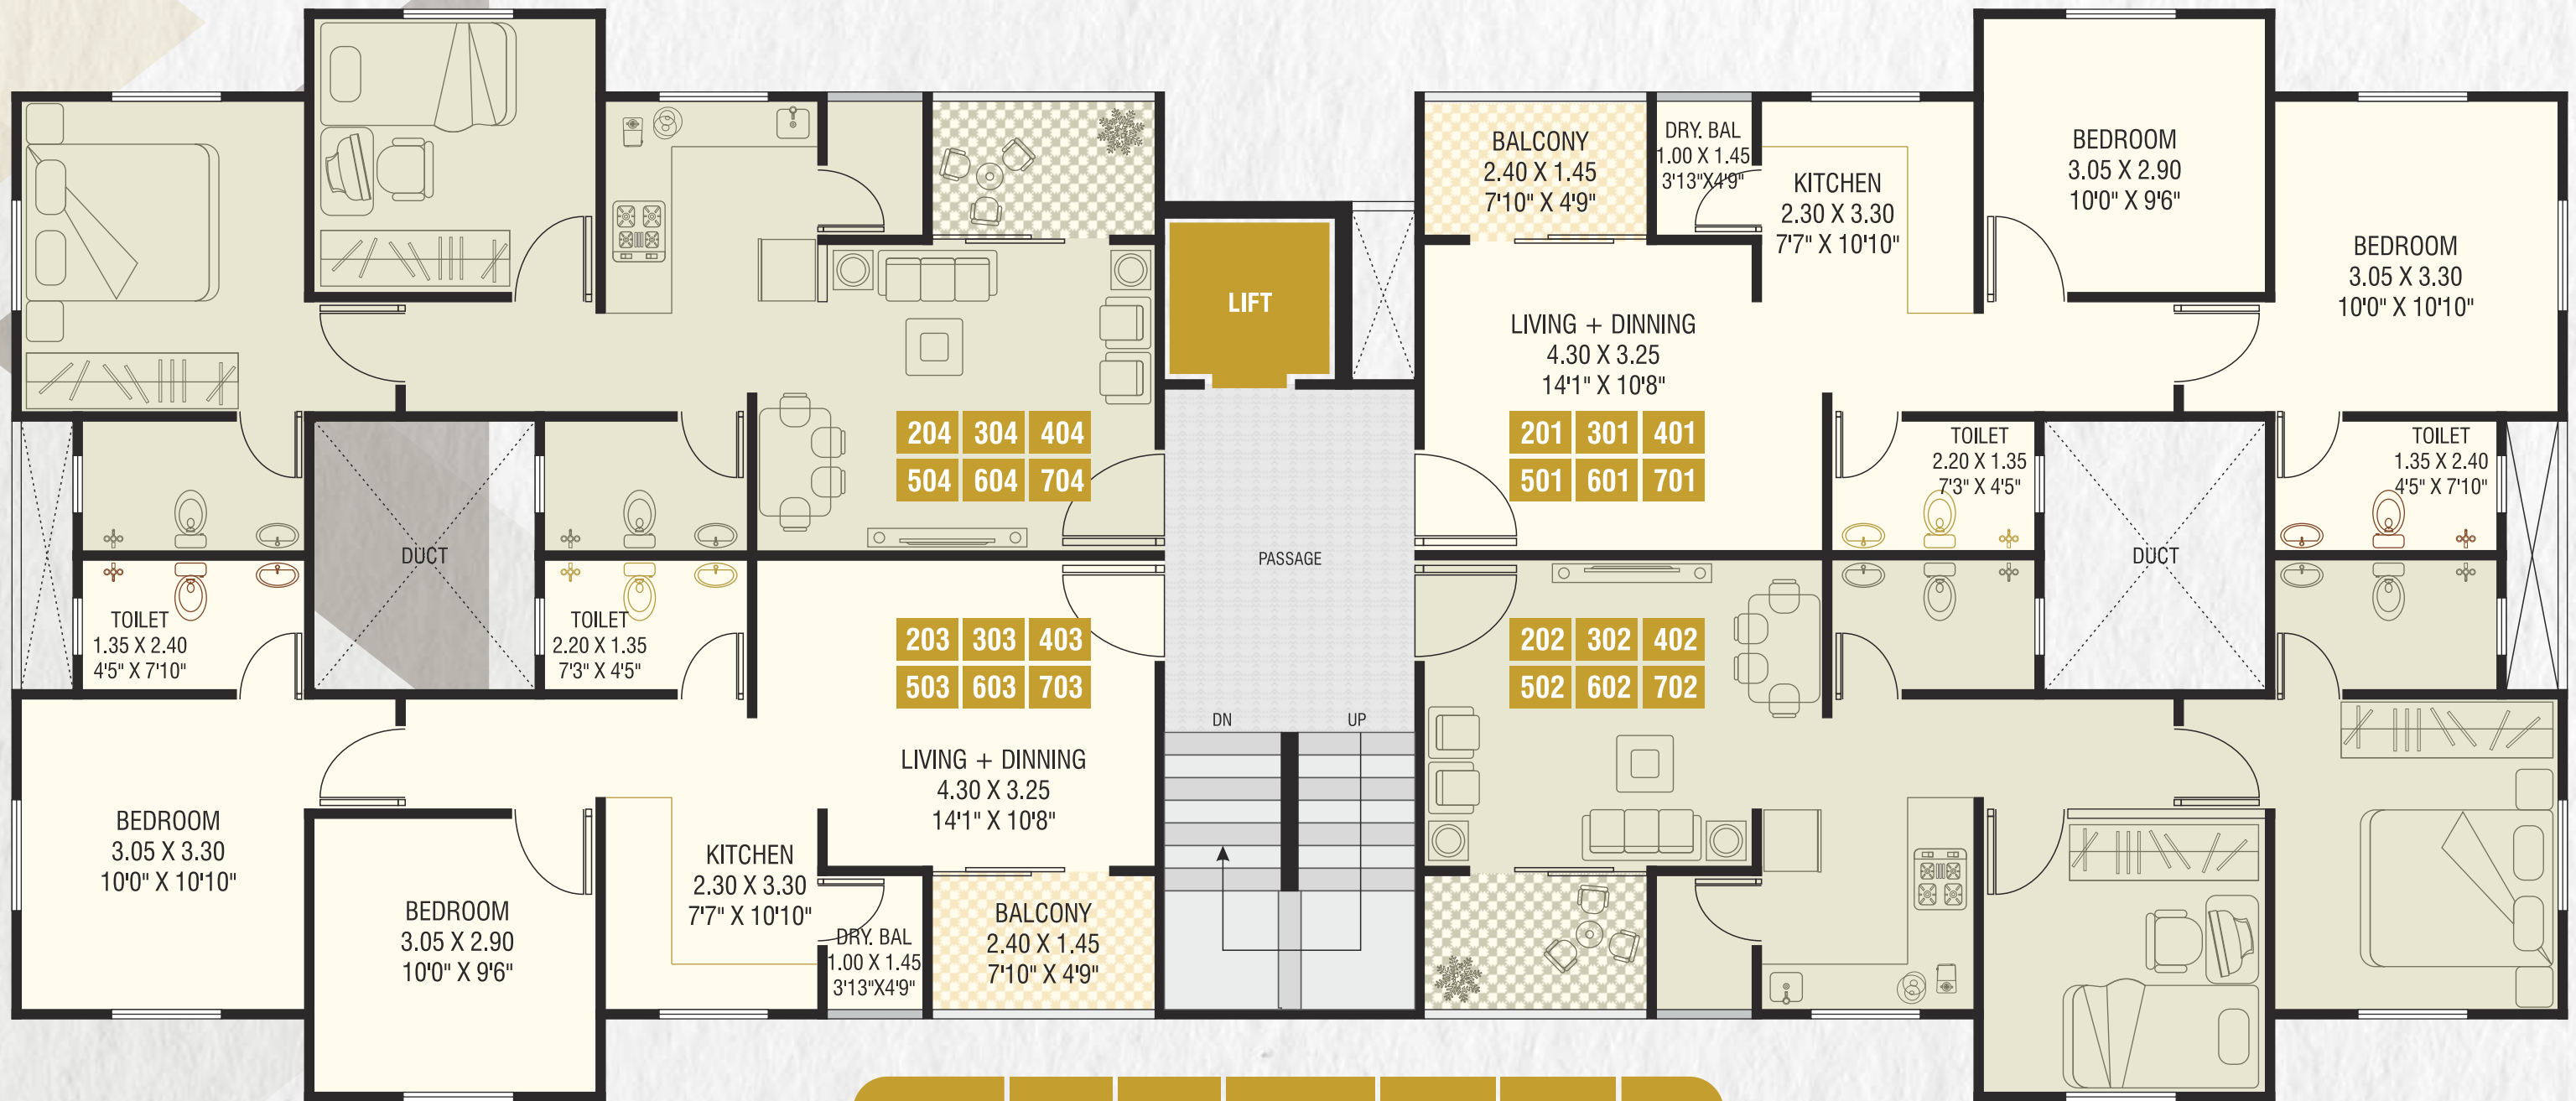 BALCONY
2.40 X 1.45
7'10" X 4'9"
DRY. BAL
1.00 X 1.45
3'13"X4'9"
KITCHEN
2.30 X 3.30
7'7" X 10'10"
BEDROOM
3.05 X 2.90
10'0" X 9'6"
BEDROOM
3.05 X 3.30
10'0" X 10'10"
LIFT
LIVING + DINNING
4.30 X 3.25
14'1" X 10'8"
204 304 404
504 604 704
201 301 401
501 601 701
TOILET
2.20 X 1.35
7'3" X 4'5"
TOILET
1.35 X 2.40
4'5" X 7'10"
DUCT
PASSAGE
DUCT
TOILET
1.35 X 2.40
4'5" X 7'10"
TOILET
2.20 X 1.35
7'3" X 4'5"
203 303 403
503 603 703
202 302 402
502 602 702
DN
UP
LIVING + DINNING
4.30 X 3.25
14'1" X 10'8"
BEDROOM
3.05 X 3.30
10'0" X 10'10"
BEDROOM
3.05 X 2.90
10'0" X 9'6"
KITCHEN
2.30 X 3.30
7'7" X 10'10"
DRY. BAL
1.00 X 1.45
3'13"X4'9"
BALCONY
2.40 X 1.45
7'10" X 4'9"